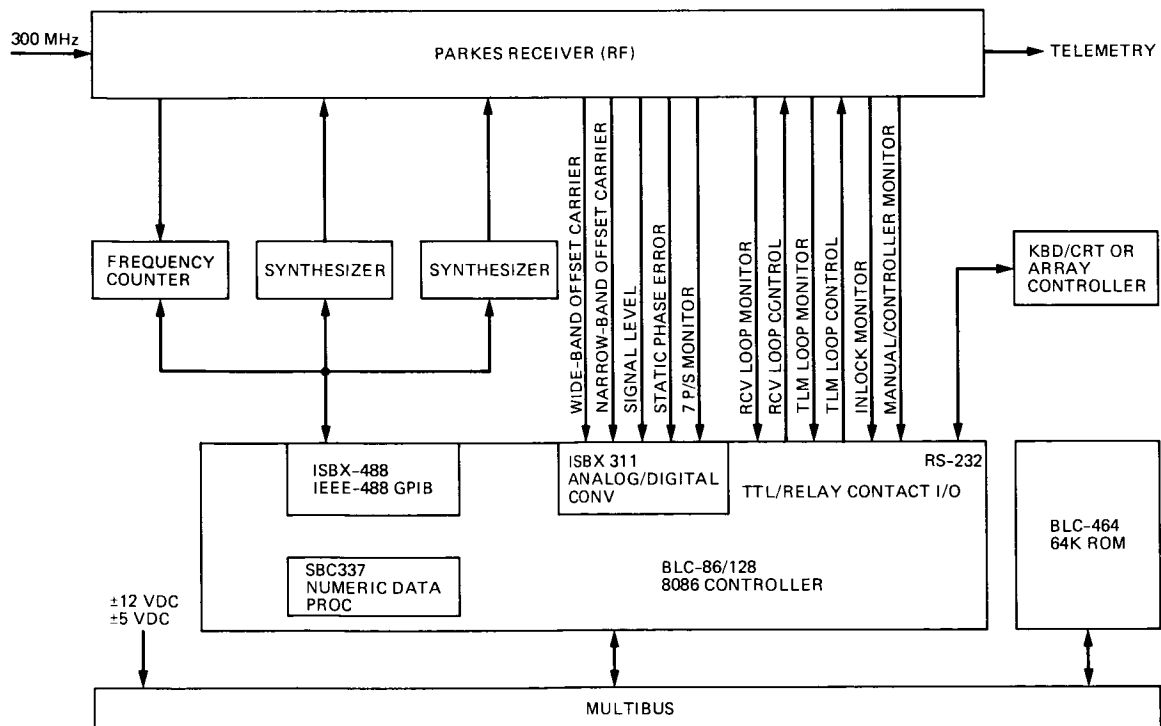 300 MHz
PARKES RECEIVER (RF)
TELEMETRY
FREQUENCY
COUNTER
SYNTHESIZER
SYNTHESIZER
WIDE-BAND OFFSET CARRIER
NARROW-BAND OFFSET CARRIER
SIGNAL LEVEL
STATIC PHASE ERROR
7 P/S MONITOR
RCV LOOP MONITOR
RCV LOOP CONTROL
TLM LOOP MONITOR
TLM LOOP CONTROL
INLOCK MONITOR
MANUAL/CONTROLLER MONITOR
KBD/CRT OR
ARRAY
CONTROLLER
ISBX-488
IEEE-488 GPIB
ISBX 311
ANALOG/DIGITAL
CONV
RS-232
TTL/RELAY CONTACT I/O
SBC337
NUMERIC DATA
PROC
BLC-86/128
8086 CONTROLLER
BLC-464
64K ROM
±12 VDC
±5 VDC
MULTIBUS